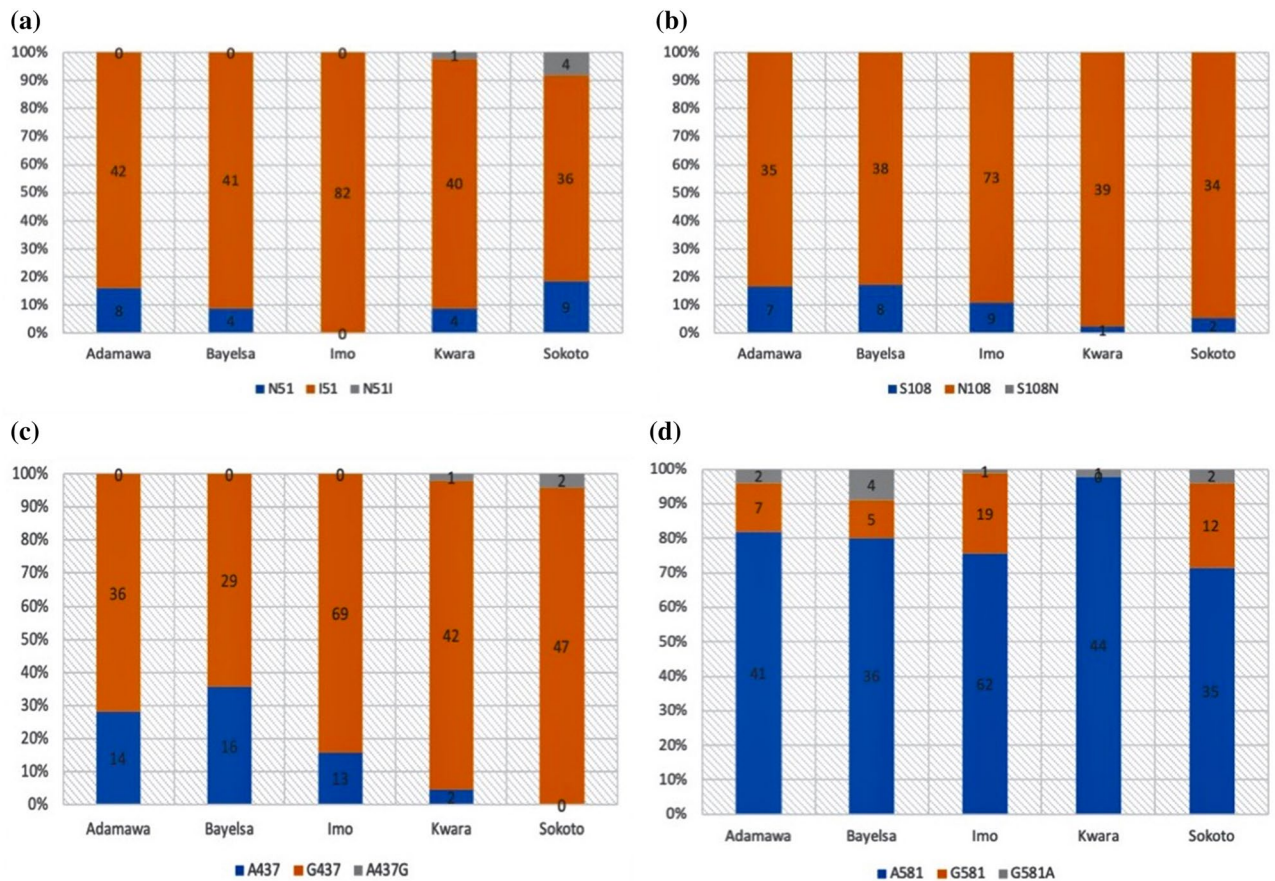 (a)
(b)
100%
90%
80%
70%
60%
50%
40%
30%
20%
10%
0%
0 0 0 1 4
42 41 82 40 36
8 4 0 4 9
Adamawa Bayelsa Imo Kwara Sokoto
N51 I51 N51I
100%
90%
80%
70%
60%
50%
40%
30%
20%
10%
0%
35 38 73 39 34
7 8 9 1 2
Adamawa Bayelsa Imo Kwara Sokoto
S108 N108 S108N
(c)
(d)
100%
90%
80%
70%
60%
50%
40%
30%
20%
10%
0%
0 0 0 1 2
36 29 69 42 47
14 16 13 2 0
Adamawa Bayelsa Imo Kwara Sokoto
A437 G437 A437G
100%
90%
80%
70%
60%
50%
40%
30%
20%
10%
0%
2 4 1 1 2
7 5 19 0 12
41 36 62 44 35
Adamawa Bayelsa Imo Kwara Sokoto
A581 G581 G581A